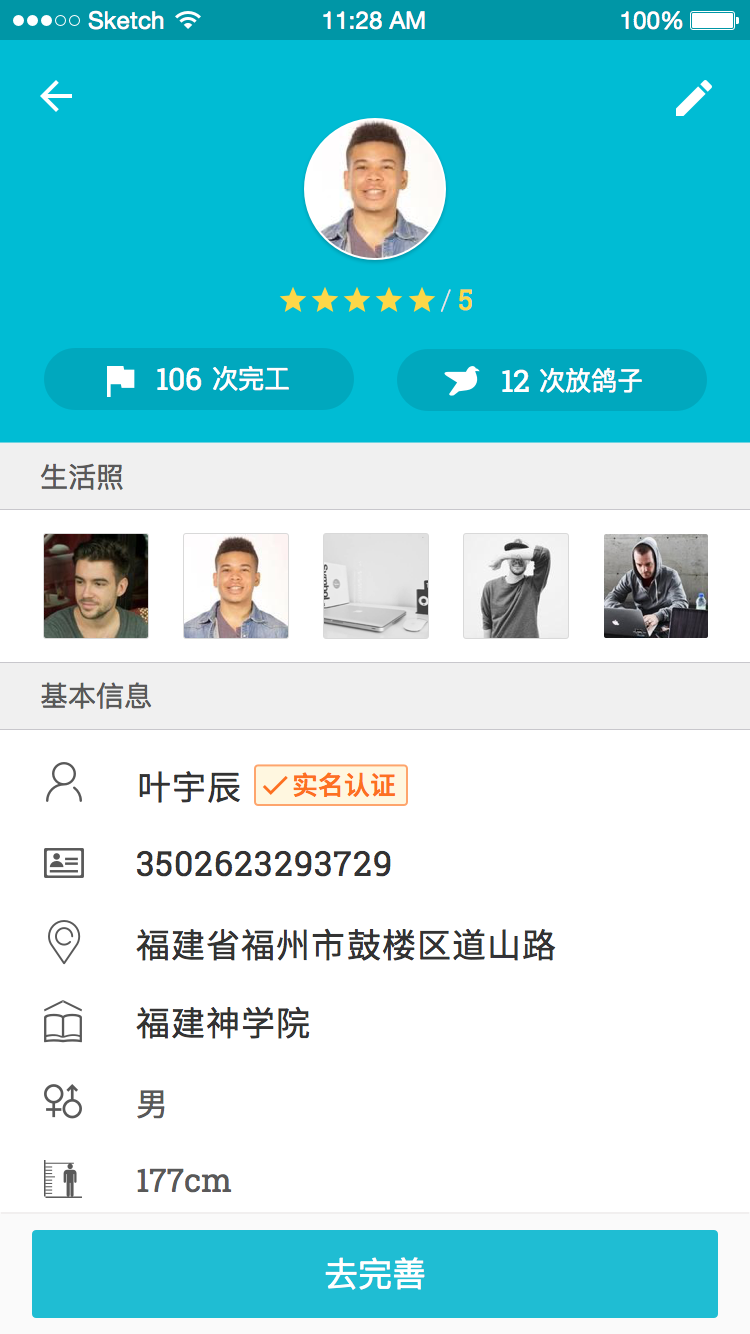 Sketch 11:28 AM 100%
/ 5
106 次完工
12 次放鸽子
生活照
基本信息
叶宇辰 实名认证
3502623293729
福建省福州市鼓楼区道山路
福建神学院
男
177cm
去完善